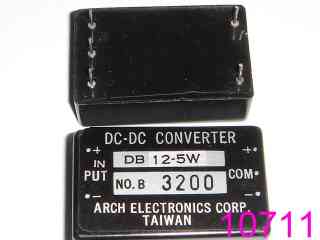 DC-DC CONVERTER
DB 12-5W
IN
PUT
NO.B 3200 COM
ARCH ELECTRONICS CORP.
TAIWAN
10711